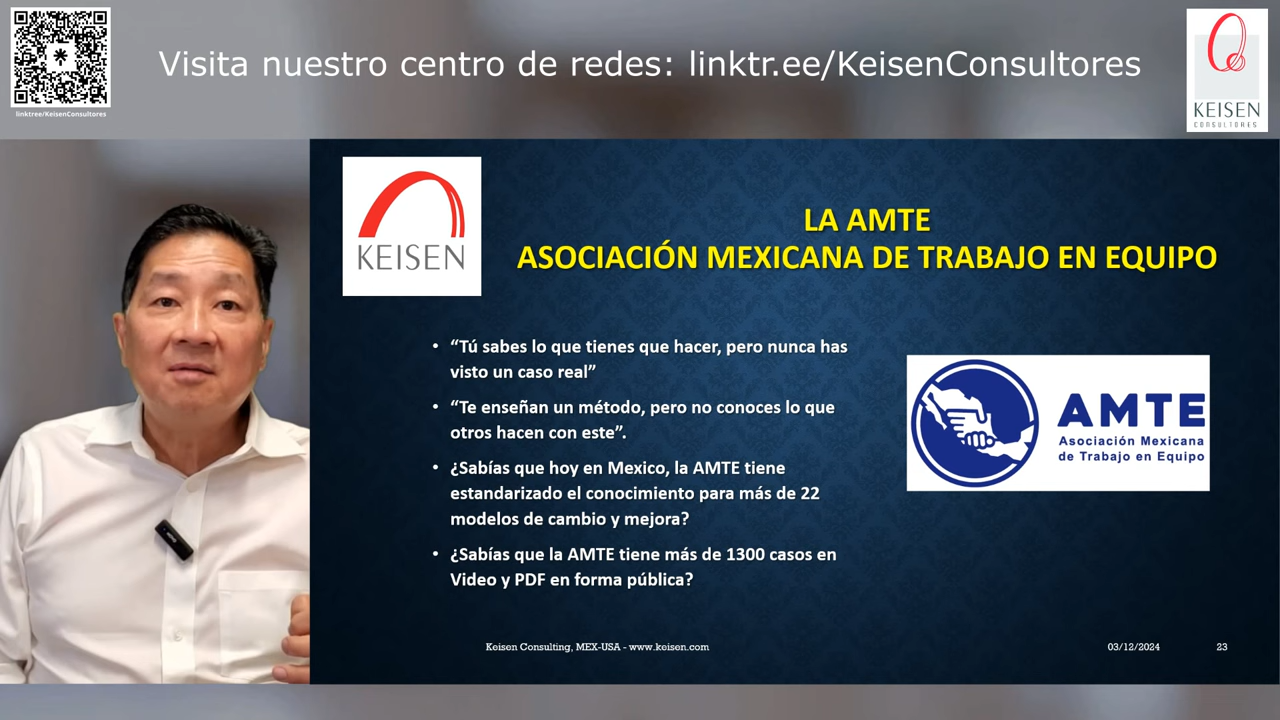 Visita nuestro centro de redes: linktr.ee/KeisenConsultores
linktree/KeisenConsultores
KEISEN
CONSULTORES
KEISEN
LA AMTE
ASOCIACIÓN MEXICANA DE TRABAJO EN EQUIPO
• “Tú sabes lo que tienes que hacer, pero nunca has
visto un caso real”
• “Te enseñan un método, pero no conoces lo que
otros hacen con este”.
• ¿Sabías que hoy en Mexico, la AMTE tiene
estandarizado el conocimiento para más de 22
modelos de cambio y mejora?
• ¿Sabías que la AMTE tiene más de 1300 casos en
Video y PDF en forma pública?
AMTE
Asociación Mexicana
de Trabajo en Equipo
Keisen Consulting, MEX-USA - www.keisen.com
03/12/2024
23